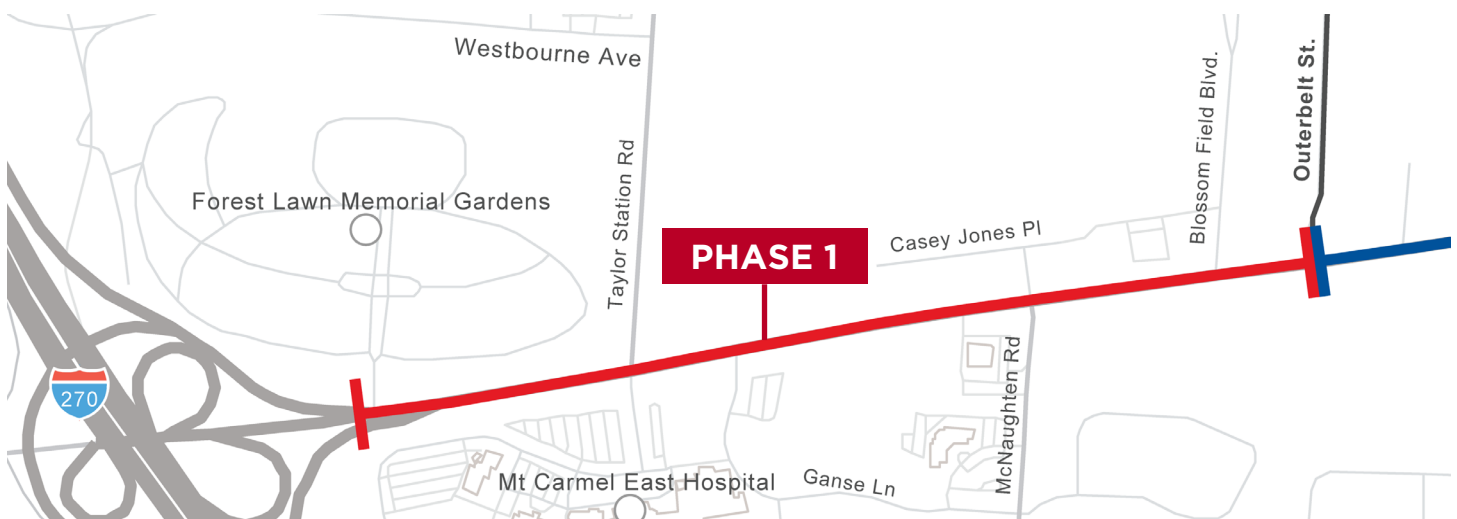 Westbourne Ave
Outerbelt St.
Blossom Field Blvd.
Taylor Station Rd
Forest Lawn Memorial Gardens
PHASE 1
Casey Jones Pl
270
McNaughten Rd
Mt Carmel East Hospital
Ganse Ln